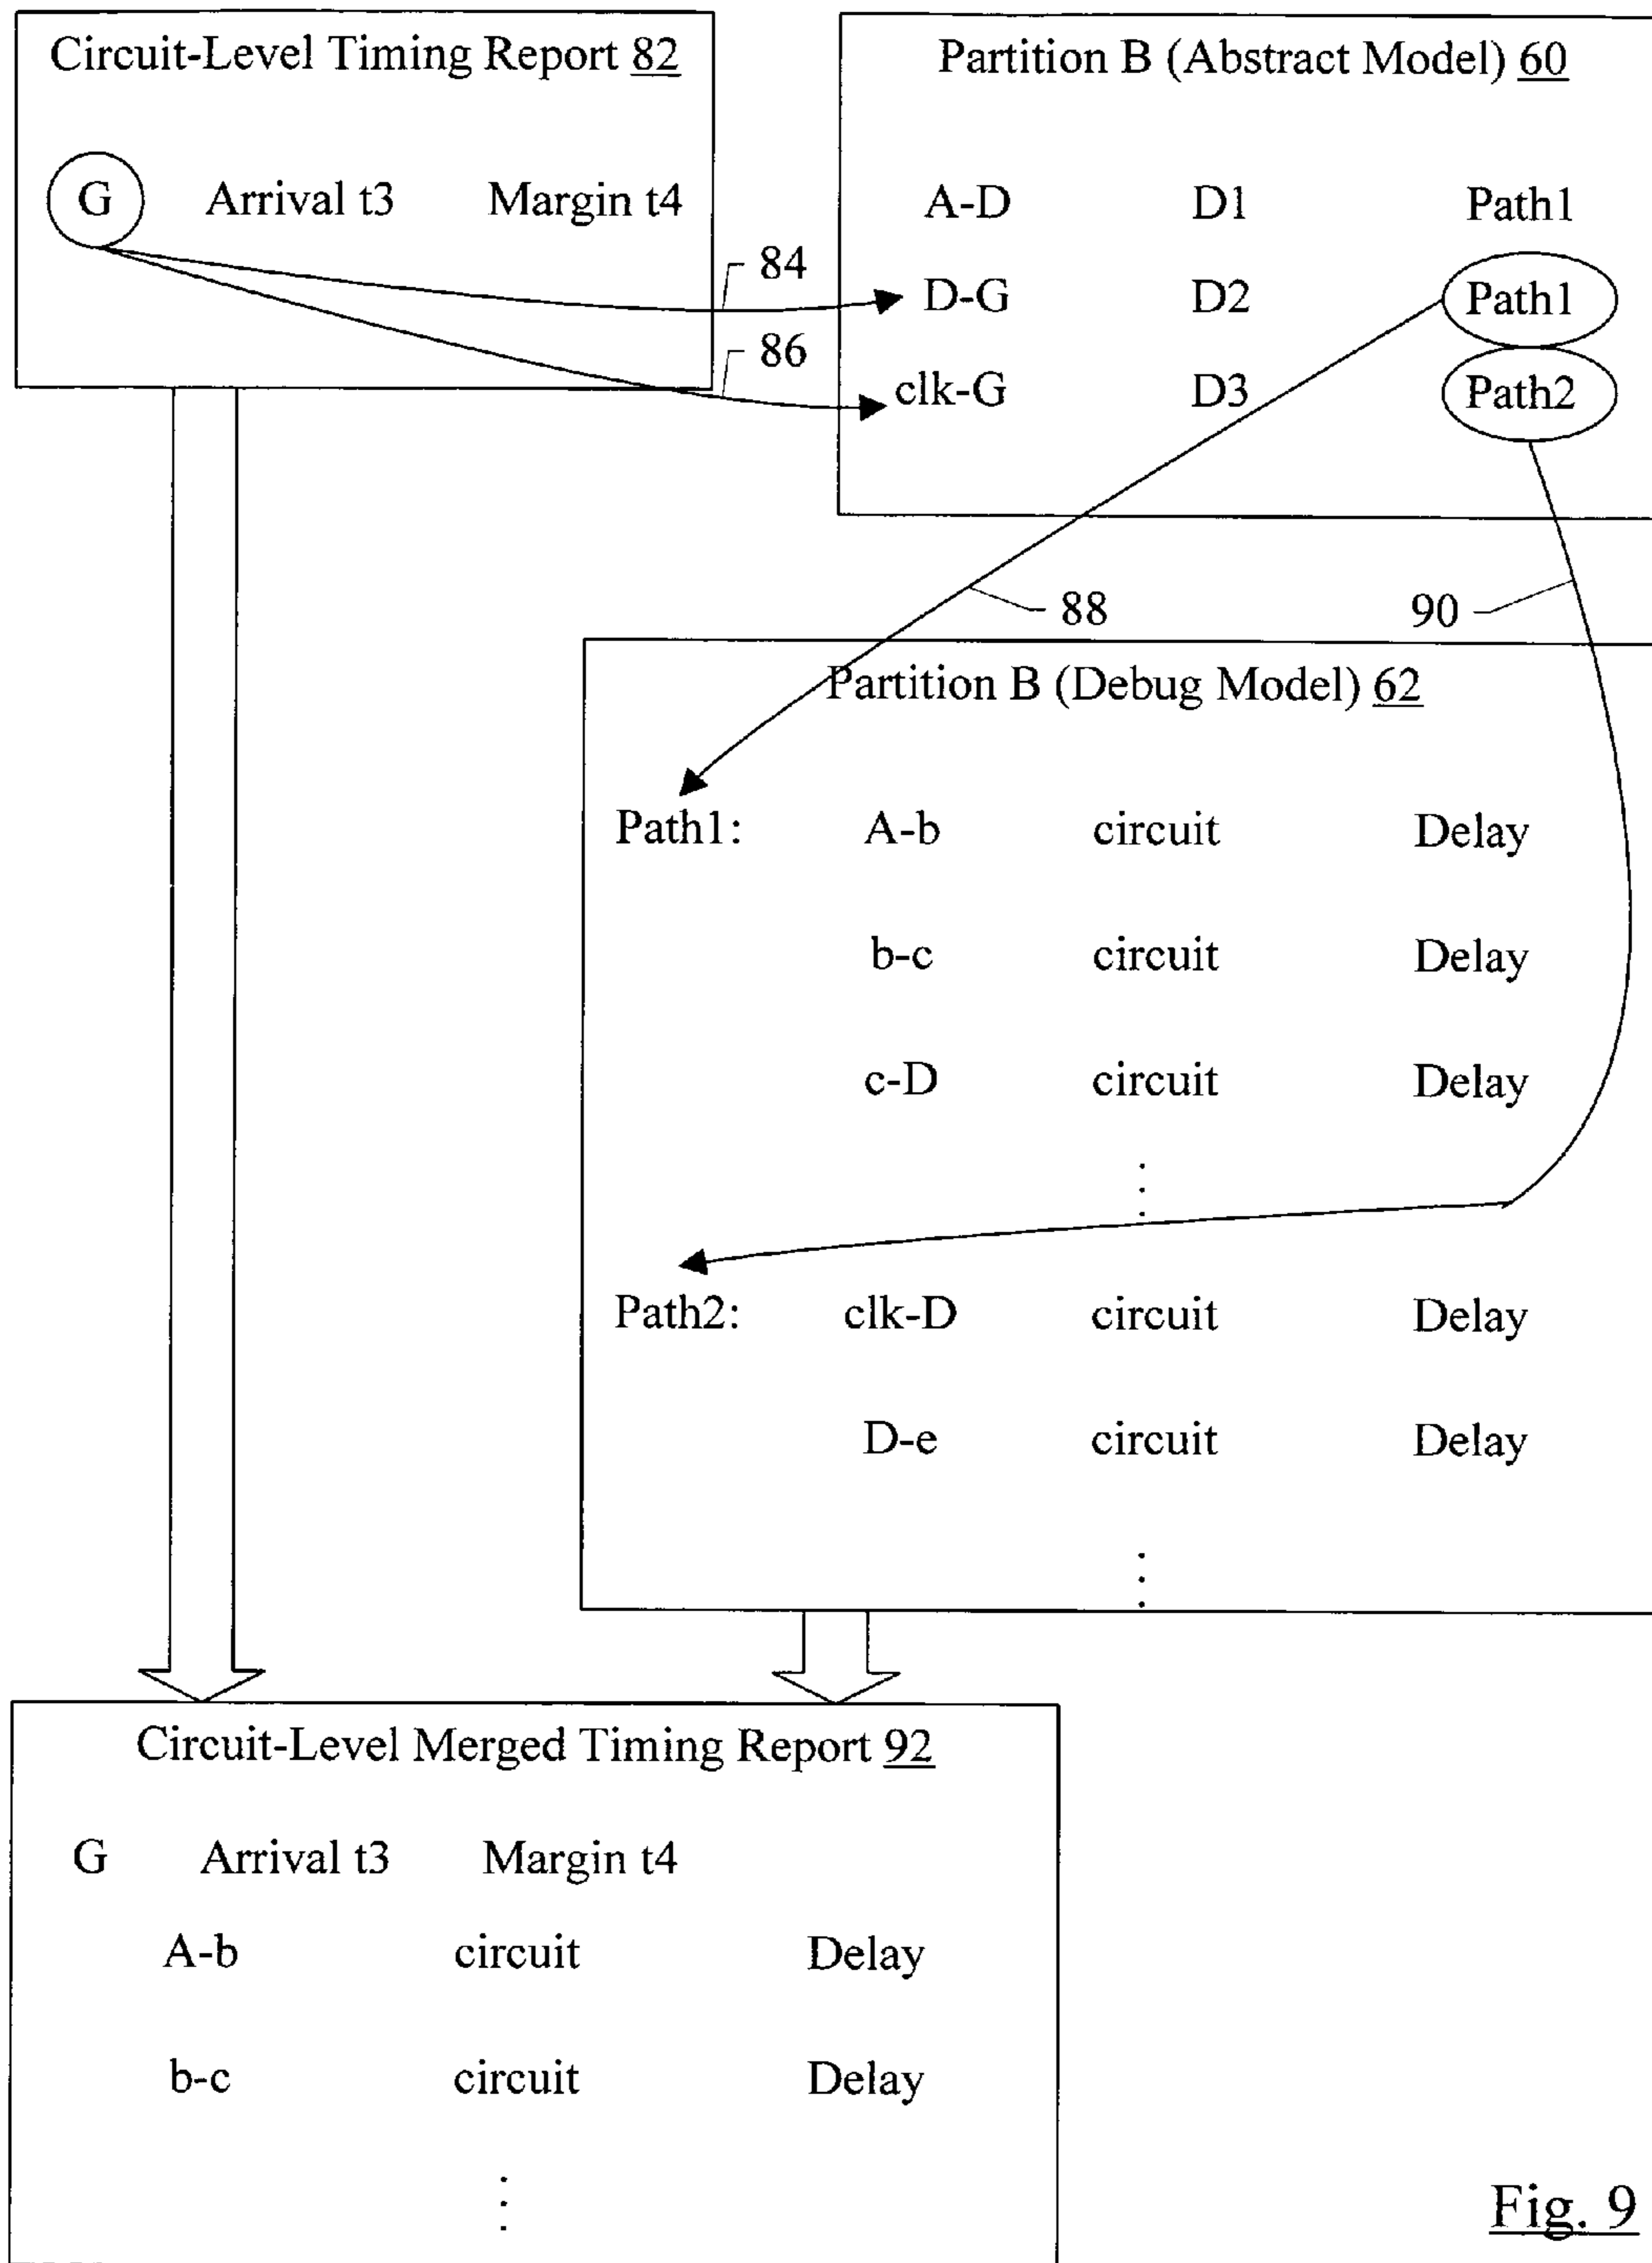 Circuit-Level Timing Report 82
G Arrival t3 Margin t4
Partition B (Abstract Model) 60
A-D D1 Path1
D-G D2 Path1
clk-G D3 Path2
84
86
88
90
Partition B (Debug Model) 62
Path1: A-b circuit Delay
b-c circuit Delay
c-D circuit Delay
Path2: clk-D circuit Delay
D-e circuit Delay
Circuit-Level Merged Timing Report 92
G Arrival t3 Margin t4
A-b circuit Delay
b-c circuit Delay
Fig. 9